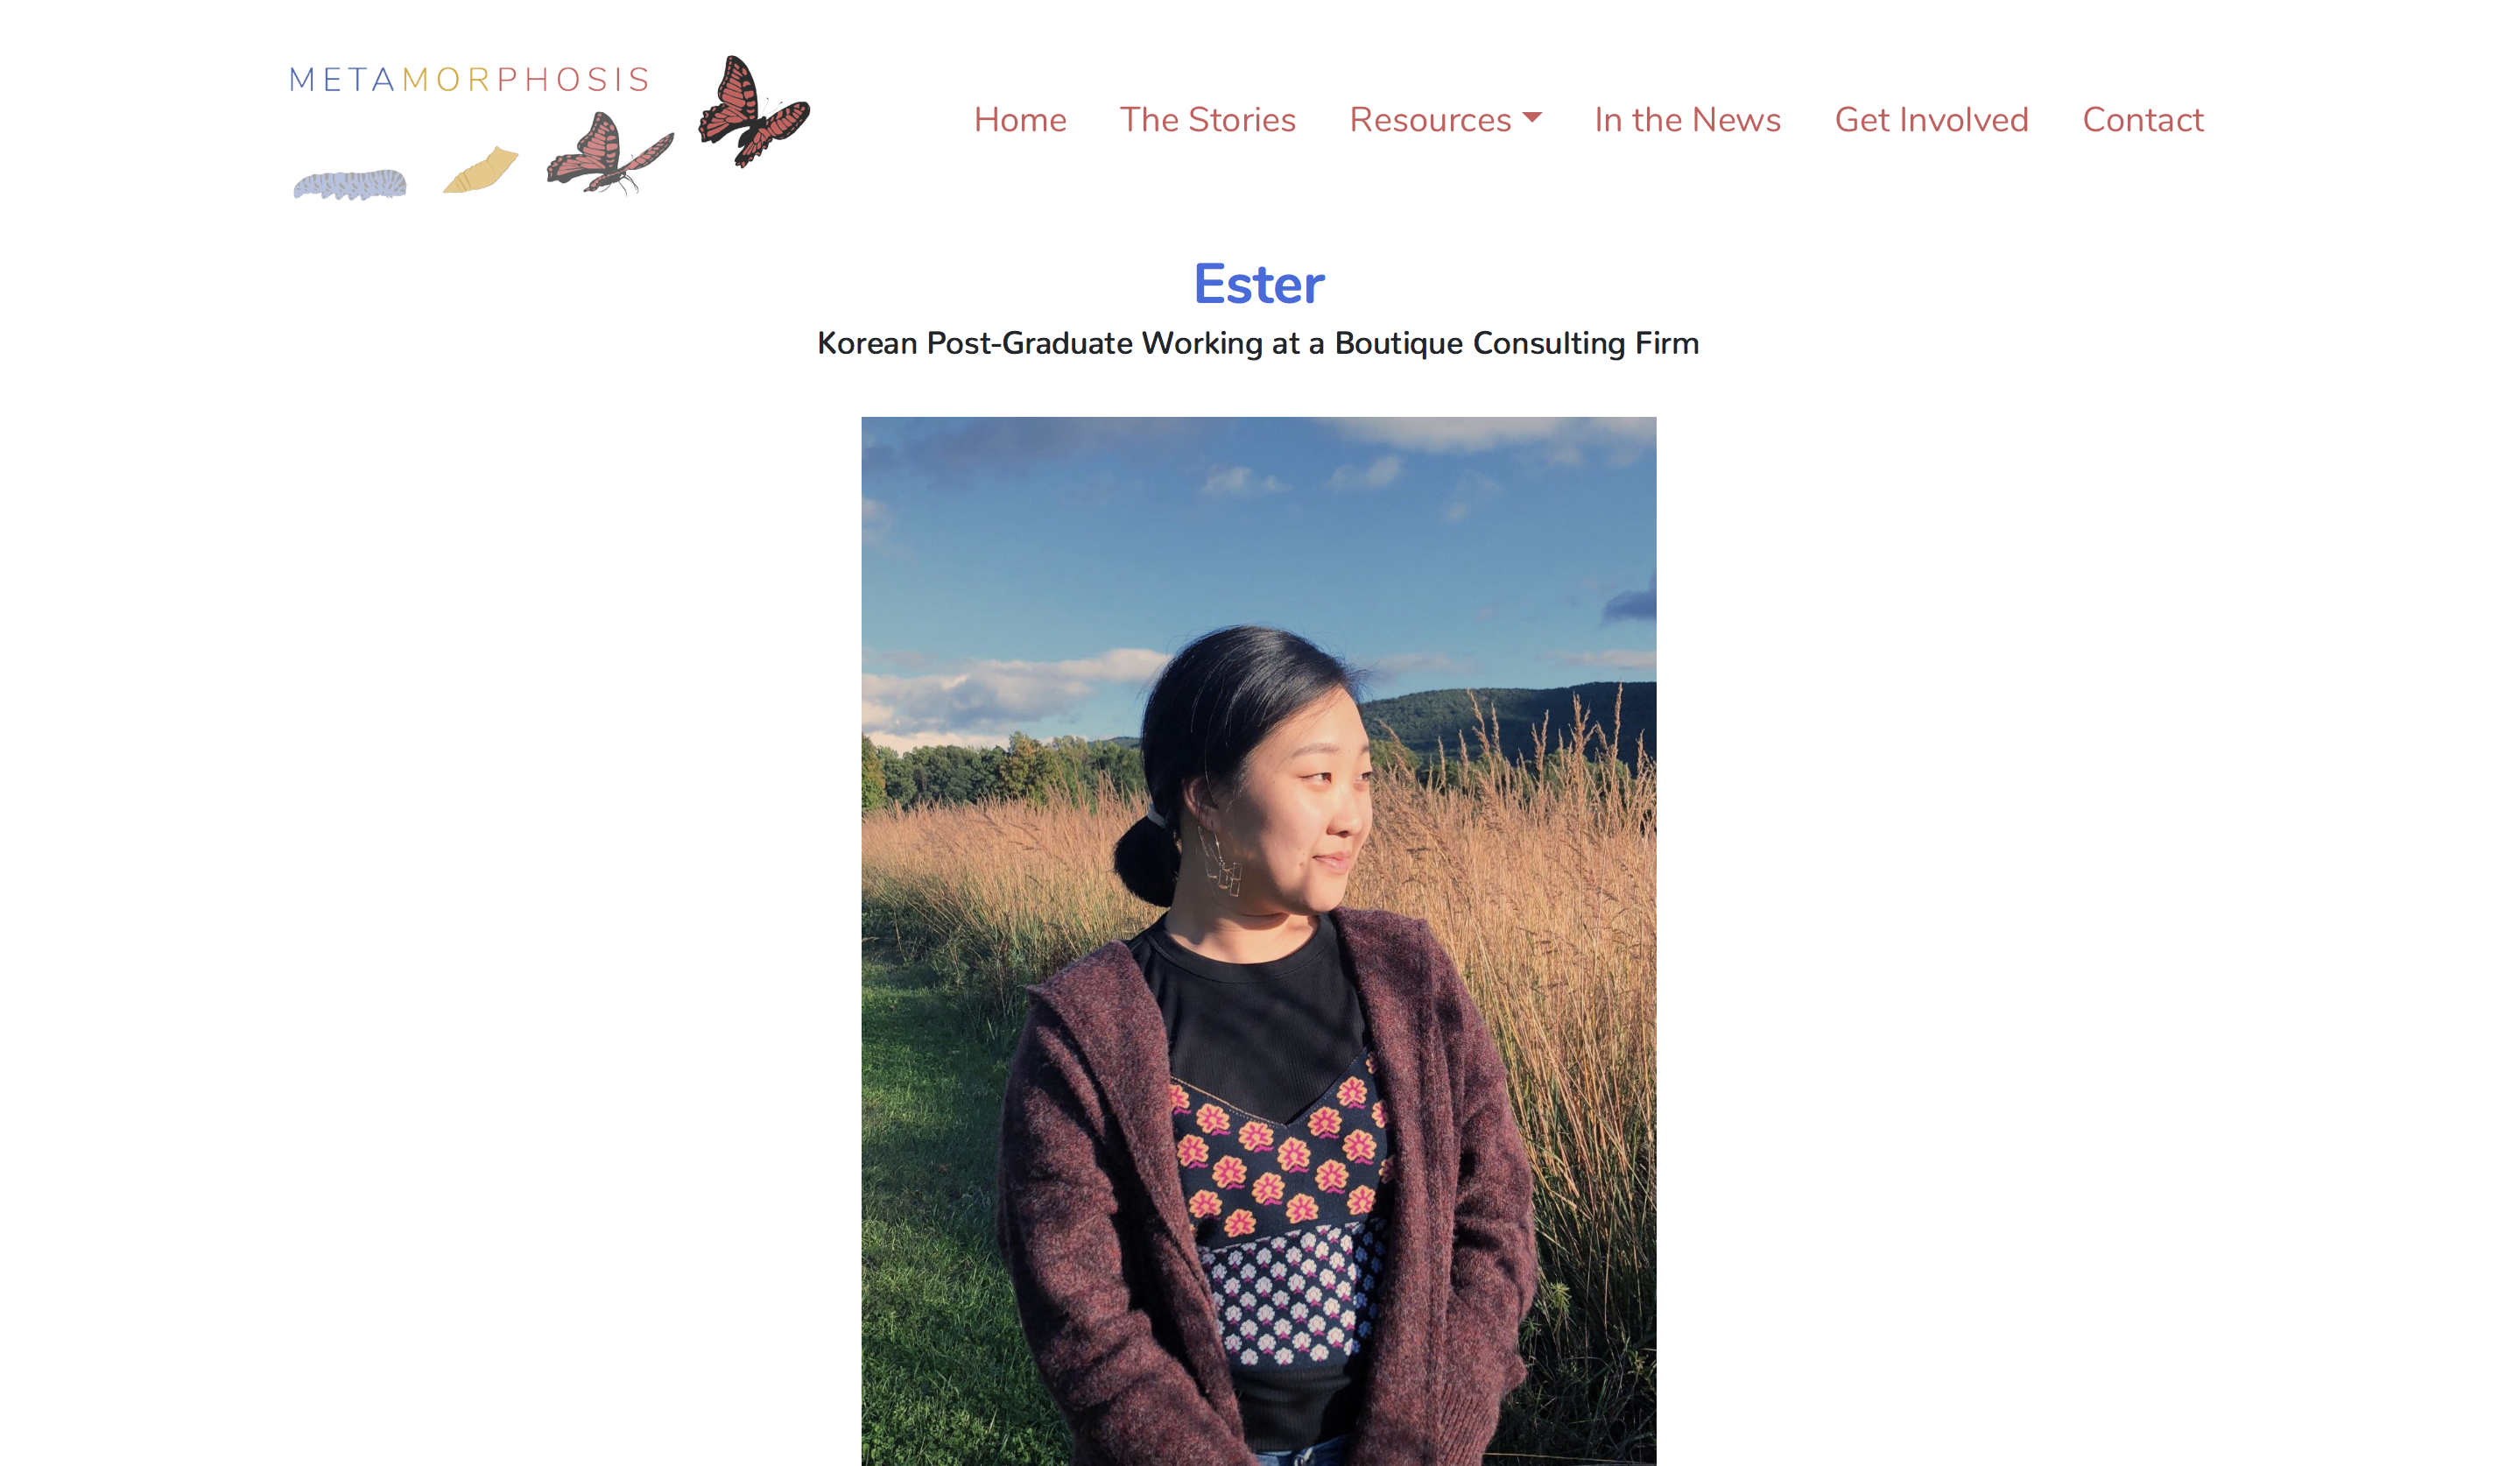 METAMORPHOSIS
Home The Stories Resources In the News Get Involved Contact
Ester
Korean Post-Graduate Working at a Boutique Consulting Firm